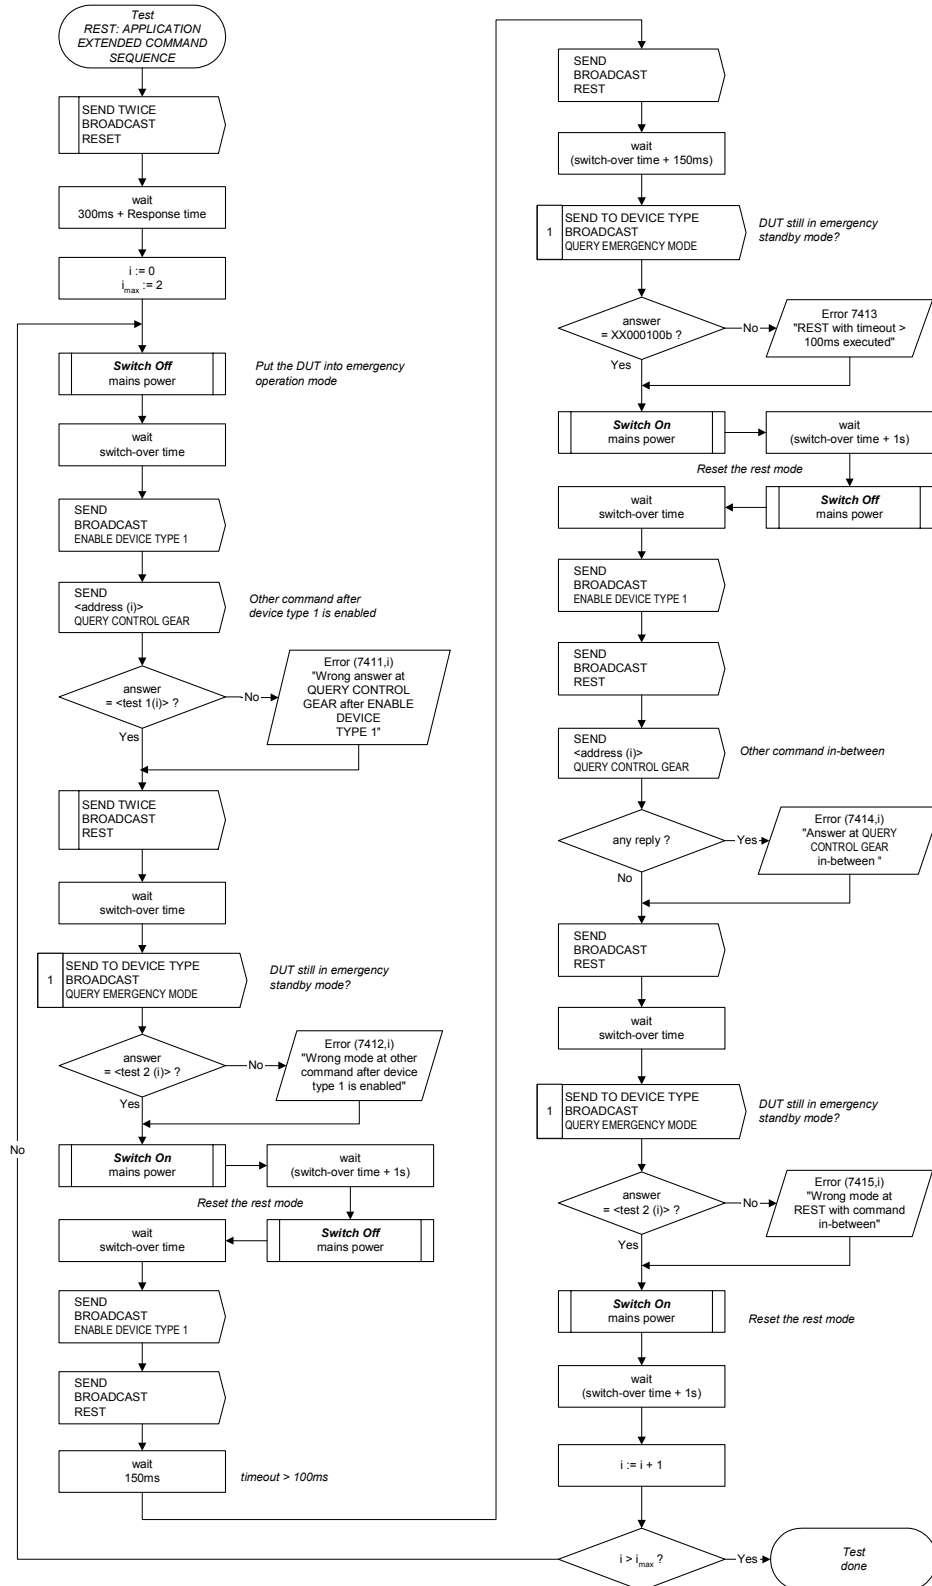 Test
REST: APPLICATION
EXTENDED COMMAND
SEQUENCE
SEND TWICE
BROADCAST
RESET
wait
300ms + Response time
i := 0
imax := 2
Switch Off
mains power
Put the DUT into emergency
operation mode
wait
switch-over time
SEND
BROADCAST
ENABLE DEVICE TYPE 1
SEND
<address (i)>
QUERY CONTROL GEAR
Other command after
device type 1 is enabled
answer
= <test 1(i)> ?
No
Error (7411,i)
"Wrong answer at
QUERY CONTROL
GEAR after ENABLE
DEVICE
TYPE 1"
Yes
SEND TWICE
BROADCAST
REST
wait
switch-over time
1
SEND TO DEVICE TYPE
BROADCAST
QUERY EMERGENCY MODE
DUT still in emergency
standby mode?
answer
= <test 2 (i)> ?
No
Error (7412,i)
"Wrong mode at other
command after device
type 1 is enabled"
Yes
No
Switch On
mains power
wait
(switch-over time + 1s)
Reset the rest mode
wait
switch-over time
Switch Off
mains power
SEND
BROADCAST
ENABLE DEVICE TYPE 1
SEND
BROADCAST
REST
wait
150ms
timeout > 100ms
SEND
BROADCAST
REST
wait
(switch-over time + 150ms)
1
SEND TO DEVICE TYPE
BROADCAST
QUERY EMERGENCY MODE
DUT still in emergency
standby mode?
answer
= XX000100b ?
No
Error 7413
"REST with timeout >
100ms executed"
Yes
Switch On
mains power
wait
(switch-over time + 1s)
Reset the rest mode
wait
switch-over time
Switch Off
mains power
SEND
BROADCAST
ENABLE DEVICE TYPE 1
SEND
BROADCAST
REST
SEND
<address (i)>
QUERY CONTROL GEAR
Other command in-between
any reply ?
Yes
Error (7414,i)
"Answer at QUERY
CONTROL GEAR
in-between "
No
SEND
BROADCAST
REST
wait
switch-over time
1
SEND TO DEVICE TYPE
BROADCAST
QUERY EMERGENCY MODE
DUT still in emergency
standby mode?
answer
= <test 2 (i)> ?
No
Error (7415,i)
"Wrong mode at
REST with command
in-between"
Yes
Switch On
mains power
Reset the rest mode
wait
(switch-over time + 1s)
i := i + 1
i > imax ?
Yes
Test
done